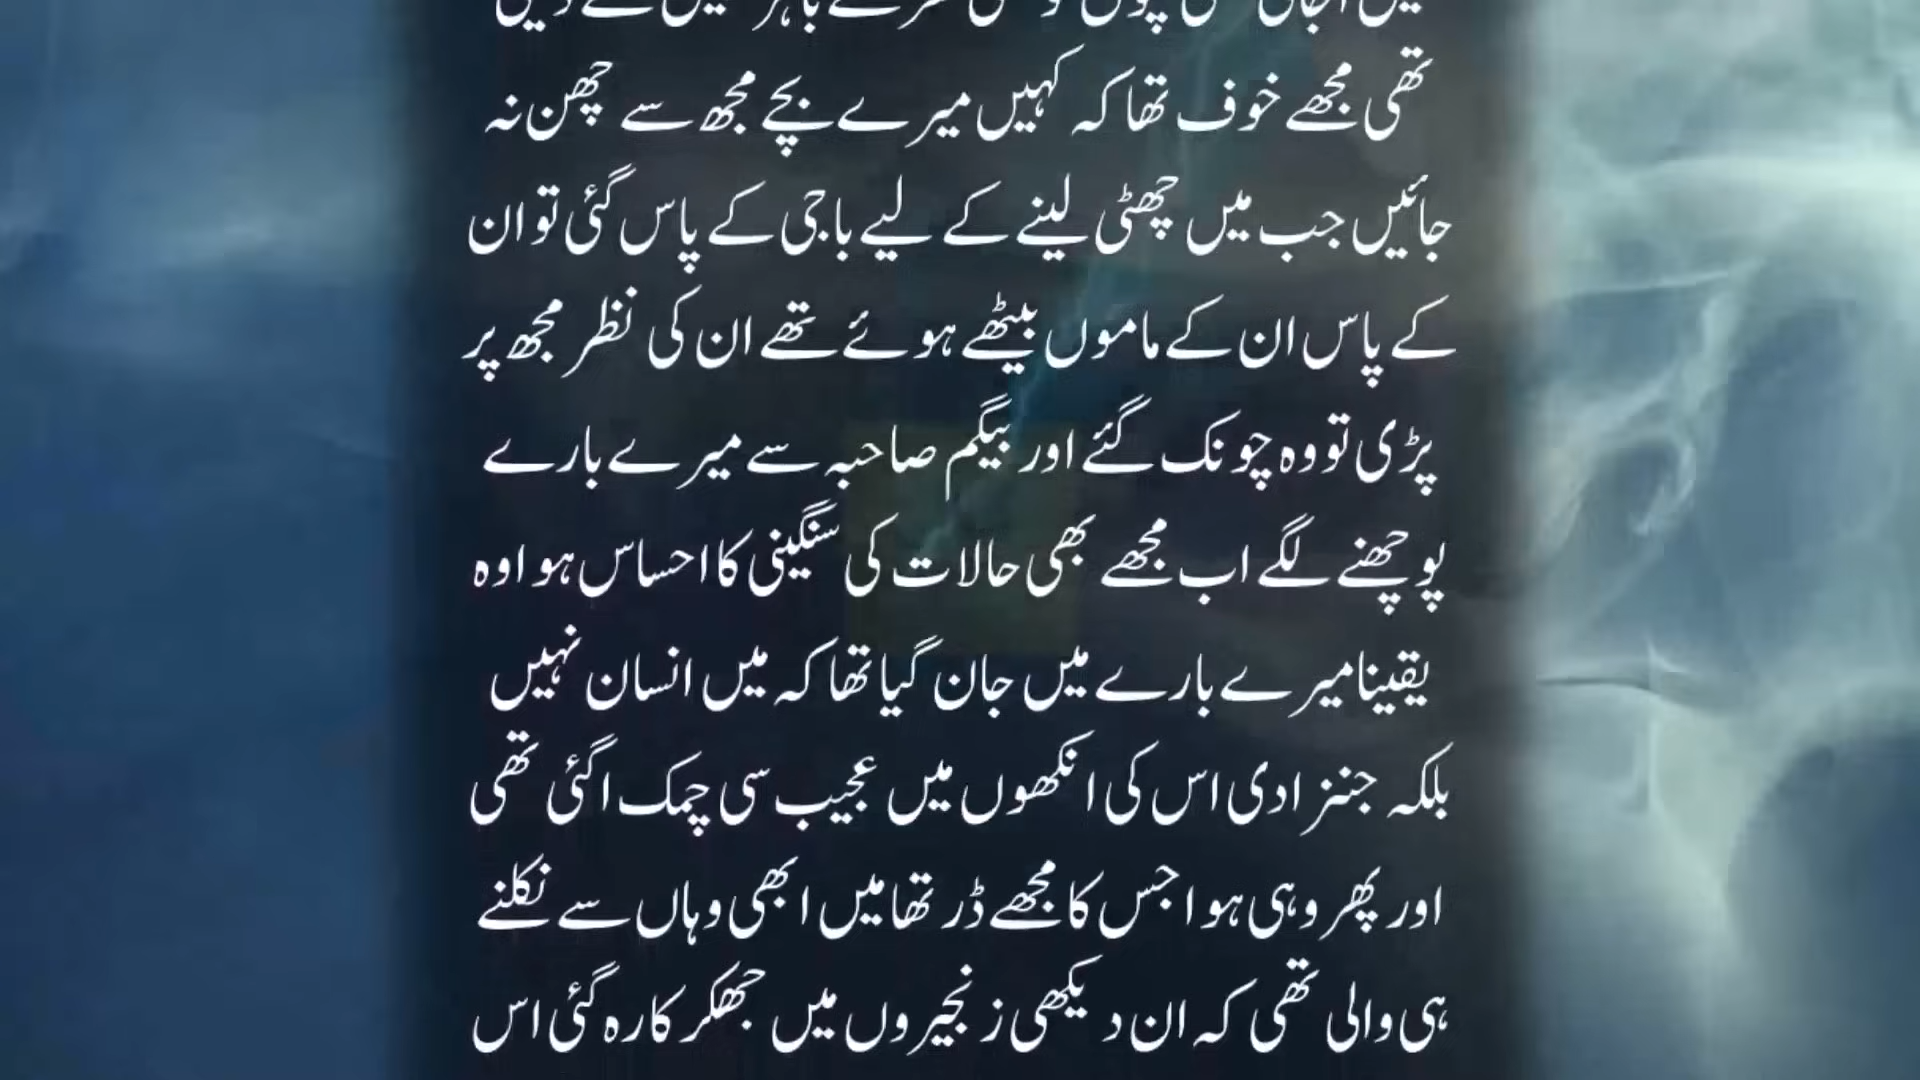 تھی مجھے خوف تھا کہ کہیں میرے بچے مجھ سے چھن نہ
جائیں جب میں چھٹی لینے کے لیے باجی کے پاس گئی تو ان
کے پاس ان کے ماموں بیٹھے ہوئے تھے ان کی نظر مجھ پر
پڑی تو وہ چونک گئے اور بیگم صاحبہ سے میرے بارے
پوچھنے لگے اب مجھے بھی حالات کی سنگینی کا احساس ہوا وہ
یقینا میرے بارے میں جان گیا تھا کہ میں انسان نہیں
بلکہ جنزادی اس کی انکھوں میں عجیب سی چمک اگئی تھی
اور پھر وہی ہوا جس کا مجھے ڈر تھا میں ابھی وہاں سے نکلنے
ہی والی تھی کہ ان دیکھی زنجیروں میں جھکر کا رہ گئی اس